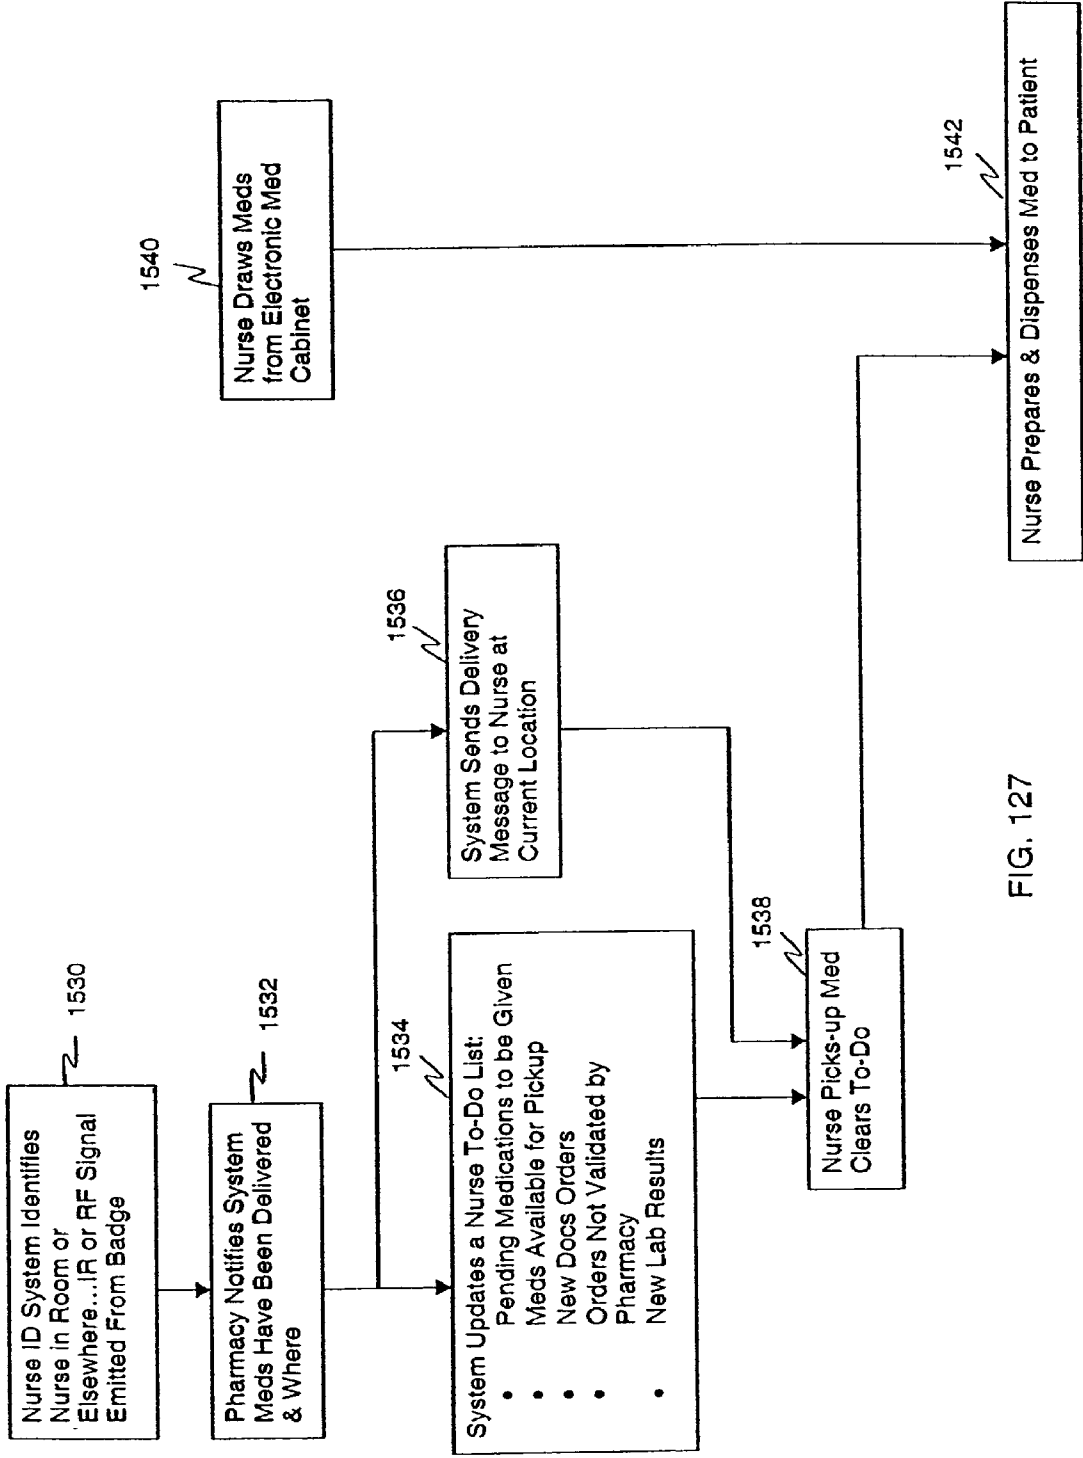 Nurse ID System Identifies
Nurse in Room or
Elsewhere...IR or RF Signal
Emitted From Badge
1530
Pharmacy Notifies System
Meds Have Been Delivered
& Where
1532
System Updates a Nurse To-Do List:
• Pending Medications to be Given
• Meds Available for Pickup
• New Docs Orders
• Orders Not Validated by
Pharmacy
• New Lab Results
1534
System Sends Delivery
Message to Nurse at
Current Location
1536
Nurse Picks-up Med
Clears To-Do
1538
Nurse Draws Meds
from Electronic Med
Cabinet
1540
Nurse Prepares & Dispenses Med to Patient
1542
FIG. 127